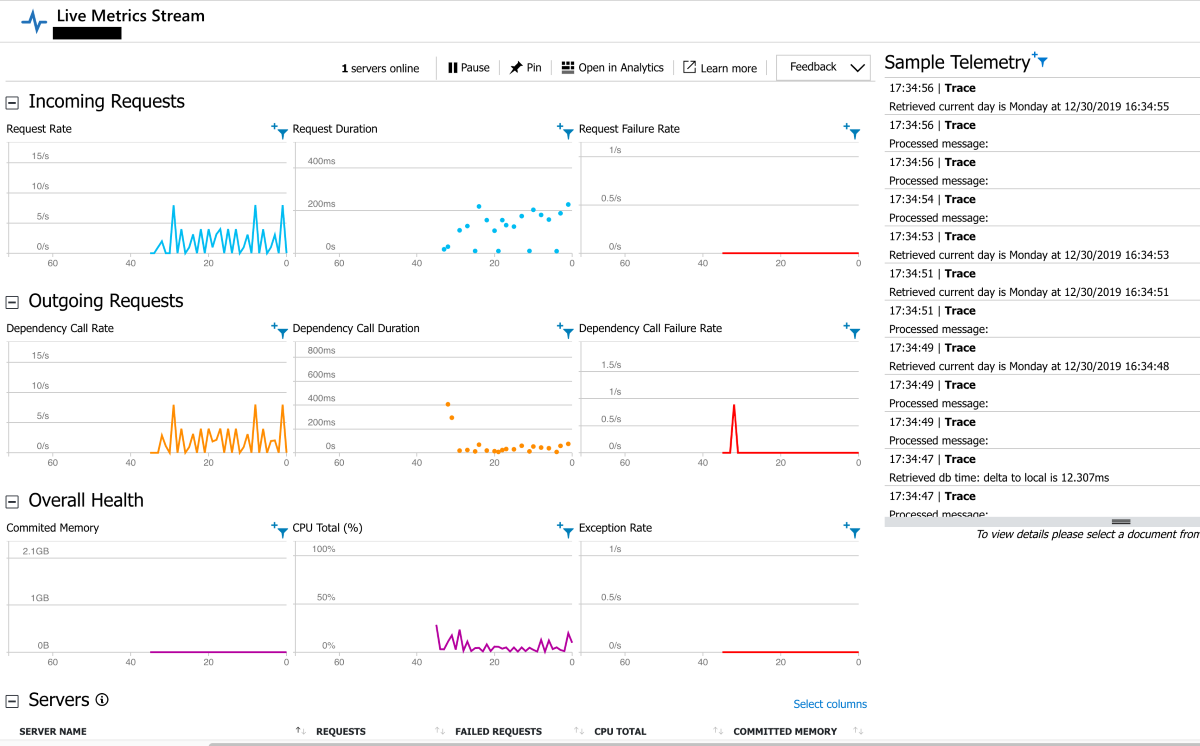 Live Metrics Stream
1 servers online
Pause
Pin
Open in Analytics
Learn more
Feedback
Incoming Requests
Request Rate
15/s
10/s
5/s
0/s
60 40 20 0
Request Duration
400ms
200ms
0s
60 40 20 0
Request Failure Rate
1/s
0.5/s
0/s
60 40 20 0
Outgoing Requests
Dependency Call Rate
15/s
10/s
5/s
0/s
60 40 20 0
Dependency Call Duration
800ms
600ms
400ms
200ms
0s
60 40 20 0
Dependency Call Failure Rate
1.5/s
1/s
0.5/s
0/s
60 40 20 0
Overall Health
Commited Memory
2.1GB
1GB
0B
60 40 20 0
CPU Total (%)
100%
50%
0%
60 40 20 0
Exception Rate
1/s
0.5/s
0/s
60 40 20 0
Servers
Select columns
SERVER NAME REQUESTS FAILED REQUESTS CPU TOTAL COMMITTED MEMORY
Sample Telemetry
17:34:56 | Trace
Retrieved current day is Monday at 12/30/2019 16:34:55
17:34:56 | Trace
Processed message:
17:34:56 | Trace
Processed message:
17:34:54 | Trace
Processed message:
17:34:53 | Trace
Retrieved current day is Monday at 12/30/2019 16:34:53
17:34:51 | Trace
Retrieved current day is Monday at 12/30/2019 16:34:51
17:34:51 | Trace
Processed message:
17:34:49 | Trace
Retrieved current day is Monday at 12/30/2019 16:34:48
17:34:49 | Trace
Processed message:
17:34:49 | Trace
Processed message:
17:34:47 | Trace
Retrieved db time: delta to local is 12.307ms
17:34:47 | Trace
Processed message:
To view details please select a document from